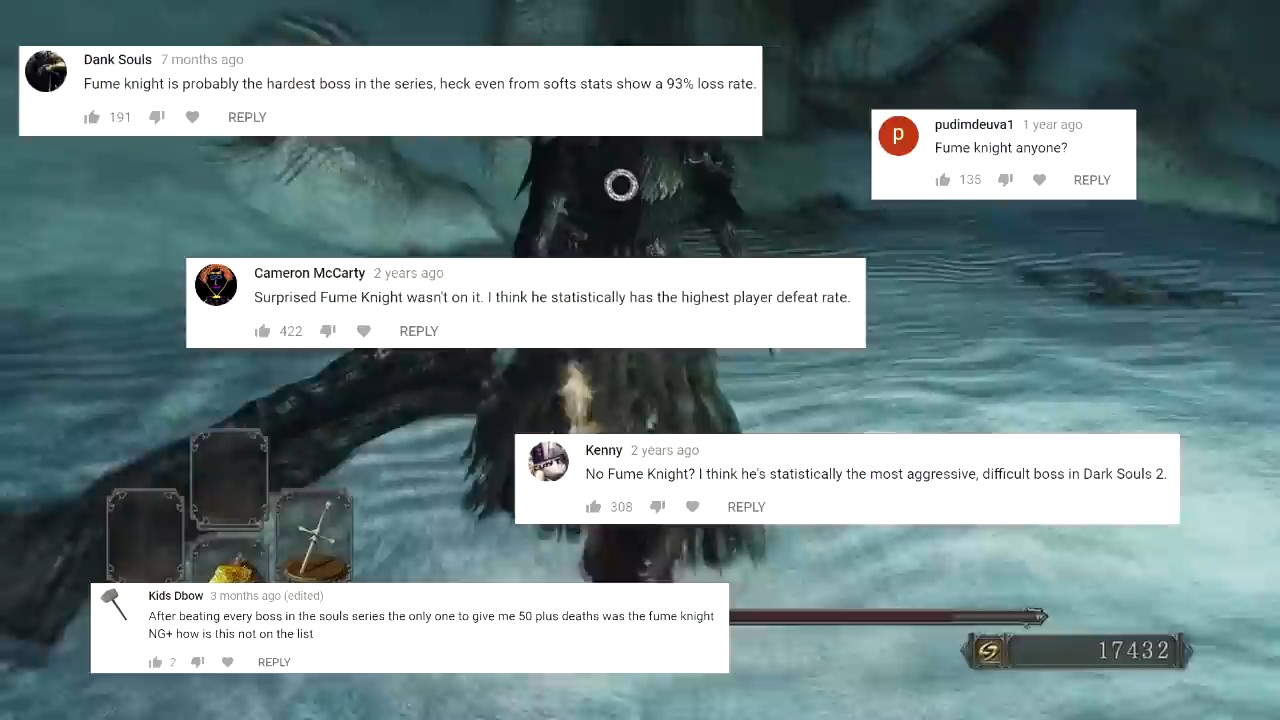 Dank Souls 7 months ago
Fume knight is probably the hardest boss in the series, heck even from softs stats show a 93% loss rate.
191 REPLY
pudimdeuva1 1 year ago
Fume knight anyone?
135 REPLY
Cameron McCarty 2 years ago
Surprised Fume Knight wasn't on it. I think he statistically has the highest player defeat rate.
422 REPLY
Kenny 2 years ago
No Fume Knight? I think he's statistically the most aggressive, difficult boss in Dark Souls 2.
308 REPLY
Kids Dbow 3 months ago (edited)
After beating every boss in the souls series the only one to give me 50 plus deaths was the fume knight
NG+ how is this not on the list
2 REPLY
17432